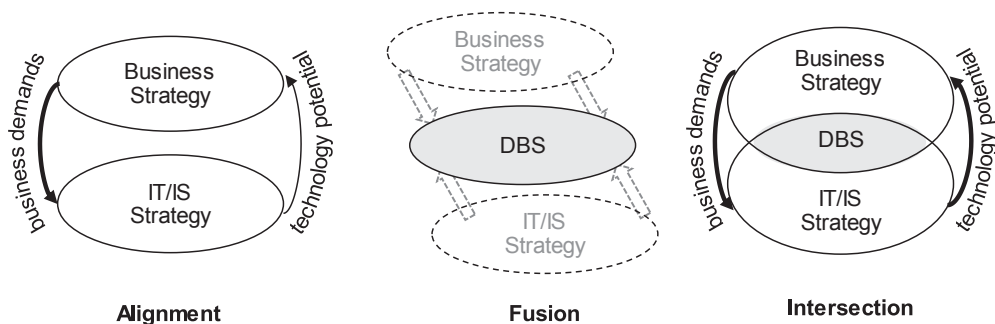 business demands
Business
Strategy
IT/IS
Strategy
technology potential
Alignment
Business
Strategy
DBS
IT/IS
Strategy
Fusion
business demands
Business
Strategy
DBS
IT/IS
Strategy
technology potential
Intersection